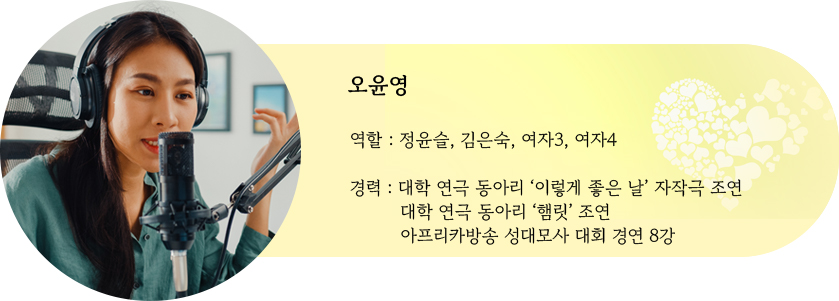 오윤영
역할 : 정윤슬, 김은숙, 여자3, 여자4
경력 : 대학 연극 동아리 ‘이렇게 좋은 날’ 자작극 조연
대학 연극 동아리 ‘햄릿’ 조연
아프리카방송 성대모사 대회 경연 8강